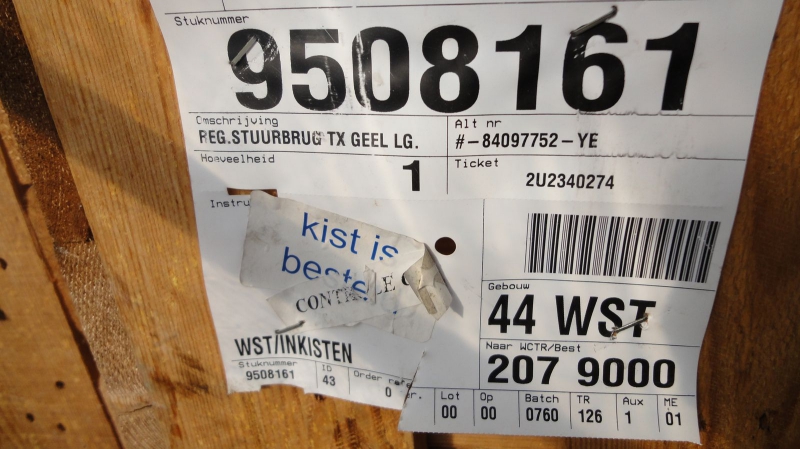 Stuknummer
9508161
Omschrijving
REG.STUURBRUG TX GEEL LG.
Alt nr
#-84097752-YE
Hoeveelheid
1
Ticket
2U2340274
kist is
Gebouw
44 WST
WST/INKISTEN
Naar WCTR/Best
207 9000
Stuknummer
9508161
ID
43
Order
0
Lot
00
Op
00
Batch
0760
TR
126
Aux
1
ME
01